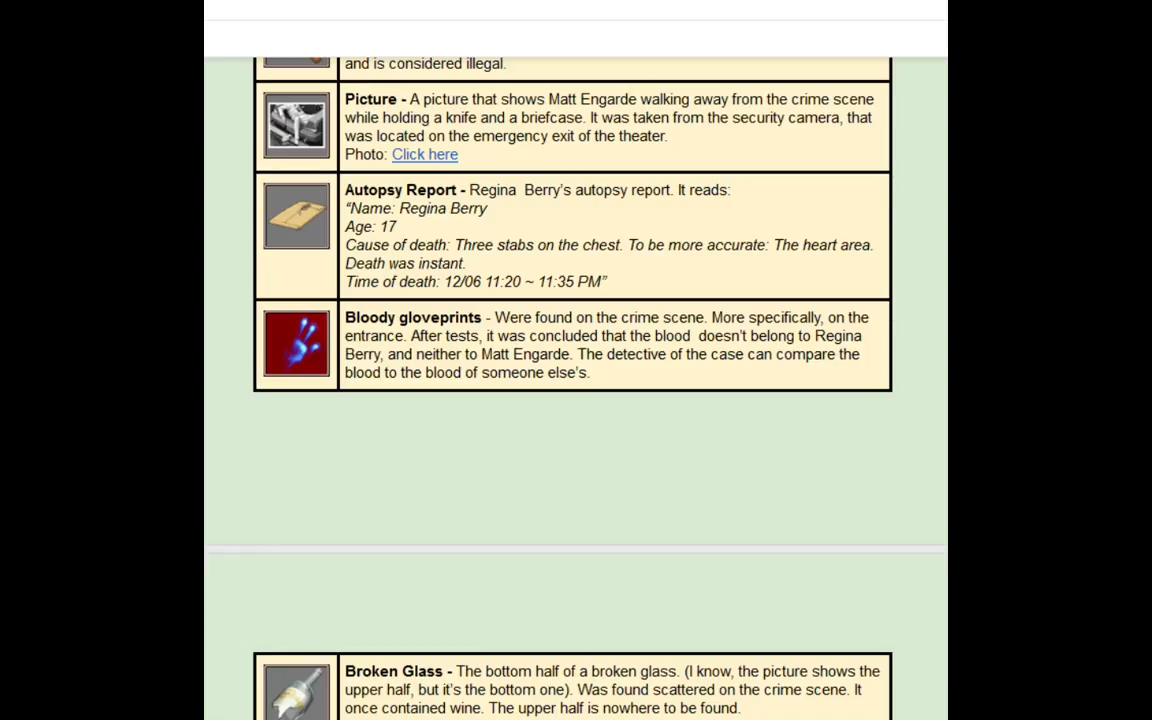 and is considered illegal.
Picture - A picture that shows Matt Engarde walking away from the crime scene
while holding a knife and a briefcase. It was taken from the security camera, that
was located on the emergency exit of the theater.
Photo: Click here
Autopsy Report - Regina  Berry’s autopsy report. It reads:
“Name: Regina Berry
Age: 17
Cause of death: Three stabs on the chest. To be more accurate: The heart area.
Death was instant.
Time of death: 12/06 11:20 ~ 11:35 PM”
Bloody gloveprints - Were found on the crime scene. More specifically, on the
entrance. After tests, it was concluded that the blood  doesn’t belong to Regina
Berry, and neither to Matt Engarde. The detective of the case can compare the
blood to the blood of someone else’s.
Broken Glass - The bottom half of a broken glass. (I know, the picture shows the
upper half, but it’s the bottom one). Was found scattered on the crime scene. It
once contained wine. The upper half is nowhere to be found.